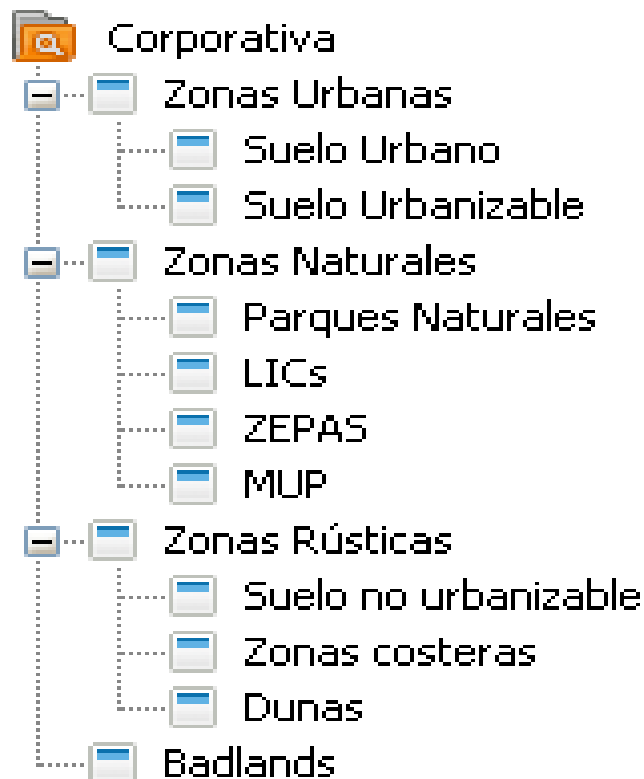 Corporativa
Zonas Urbanas
Suelo Urbano
Suelo Urbanizable
Zonas Naturales
Parques Naturales
LICs
ZEPAS
MUP
Zonas Rústicas
Suelo no urbanizable
Zonas costeras
Dunas
Badlands